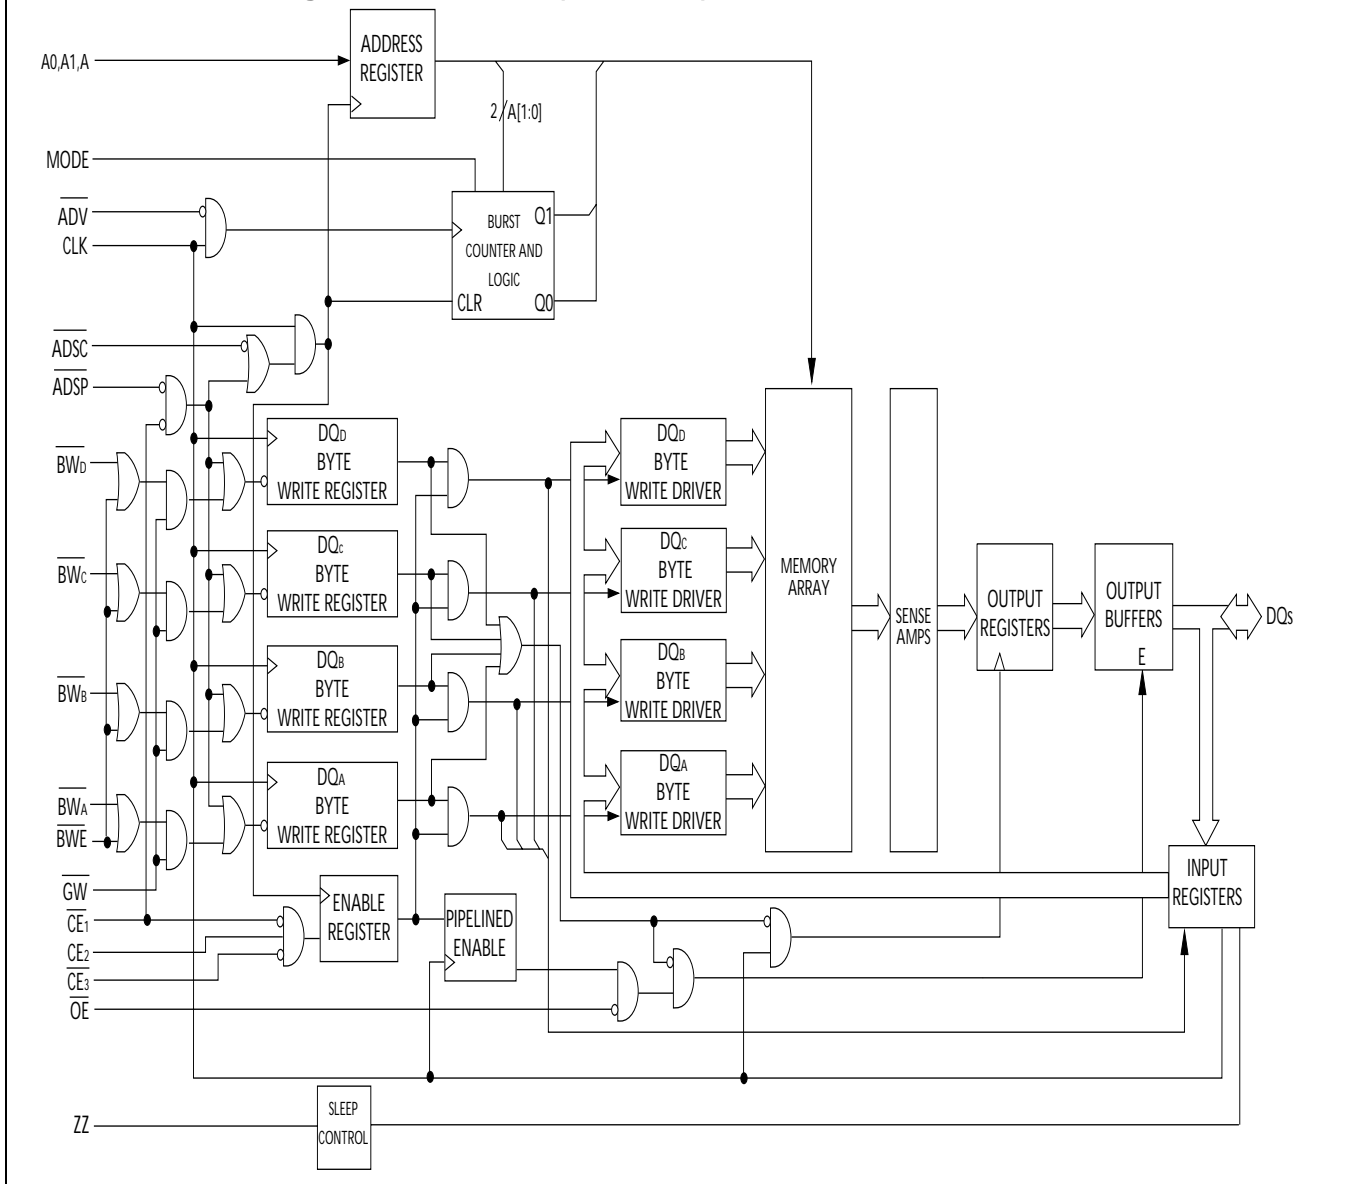 A0,A1,A
ADDRESS
REGISTER
2 A[1:0]
MODE
ADV
CLK
BURST
COUNTER AND
LOGIC
Q1
CLR
Q0
ADSC
ADSP
BWD
BWC
BWB
BWA
BWE
GW
CE1
CE2
CE3
OE
ZZ
DQD
BYTE
WRITE REGISTER
DQC
BYTE
WRITE REGISTER
DQB
BYTE
WRITE REGISTER
DQA
BYTE
WRITE REGISTER
ENABLE
REGISTER
PIPELINED
ENABLE
SLEEP
CONTROL
DQD
BYTE
WRITE DRIVER
DQC
BYTE
WRITE DRIVER
DQB
BYTE
WRITE DRIVER
DQA
BYTE
WRITE DRIVER
MEMORY
ARRAY
SENSE
AMPS
OUTPUT
REGISTERS
OUTPUT
BUFFERS
E
DQs
INPUT
REGISTERS